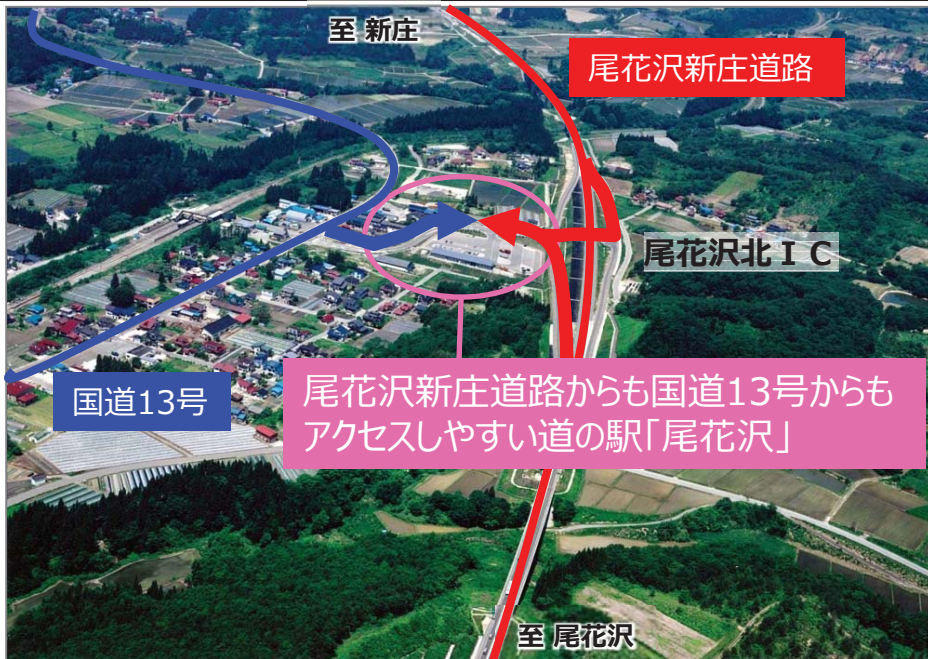 至 新庄
尾花沢新庄道路
尾花沢北IC
国道13号
尾花沢新庄道路からも国道13号からも
アクセスしやすい道の駅「尾花沢」
至 尾花沢